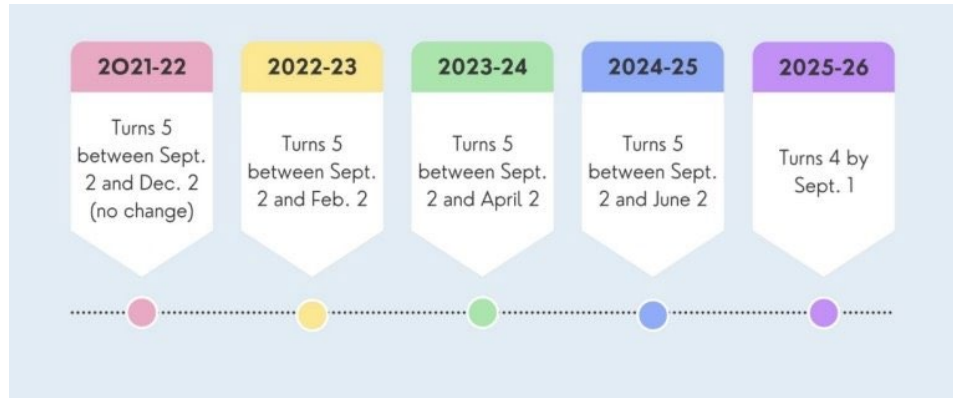 2021-22
Turns 5
between Sept.
2 and Dec. 2
(no change)
2022-23
Turns 5
between Sept.
2 and Feb. 2
2023-24
Turns 5
between Sept.
2 and April 2
2024-25
Turns 5
between Sept.
2 and June 2
2025-26
Turns 4 by
Sept. 1